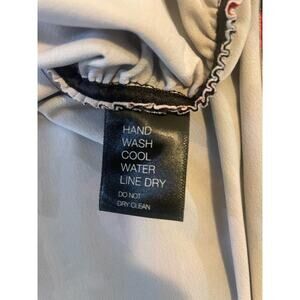 HAND
WASH
COOL
WATER
LINE DRY
DO NOT
DRY CLEAN